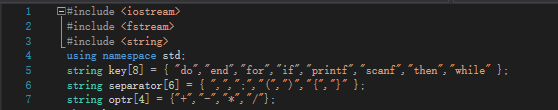 1 #include <iostream>
2 #include <fstream>
3 #include <string>
4 using namespace std;
5 string key[8] = { "do","end","for","if","printf","scanf","then","while" };
6 string separator[6] = { ",",";","(",")","{","}" };
7 string optr[4] = {"+","-","*","/"};